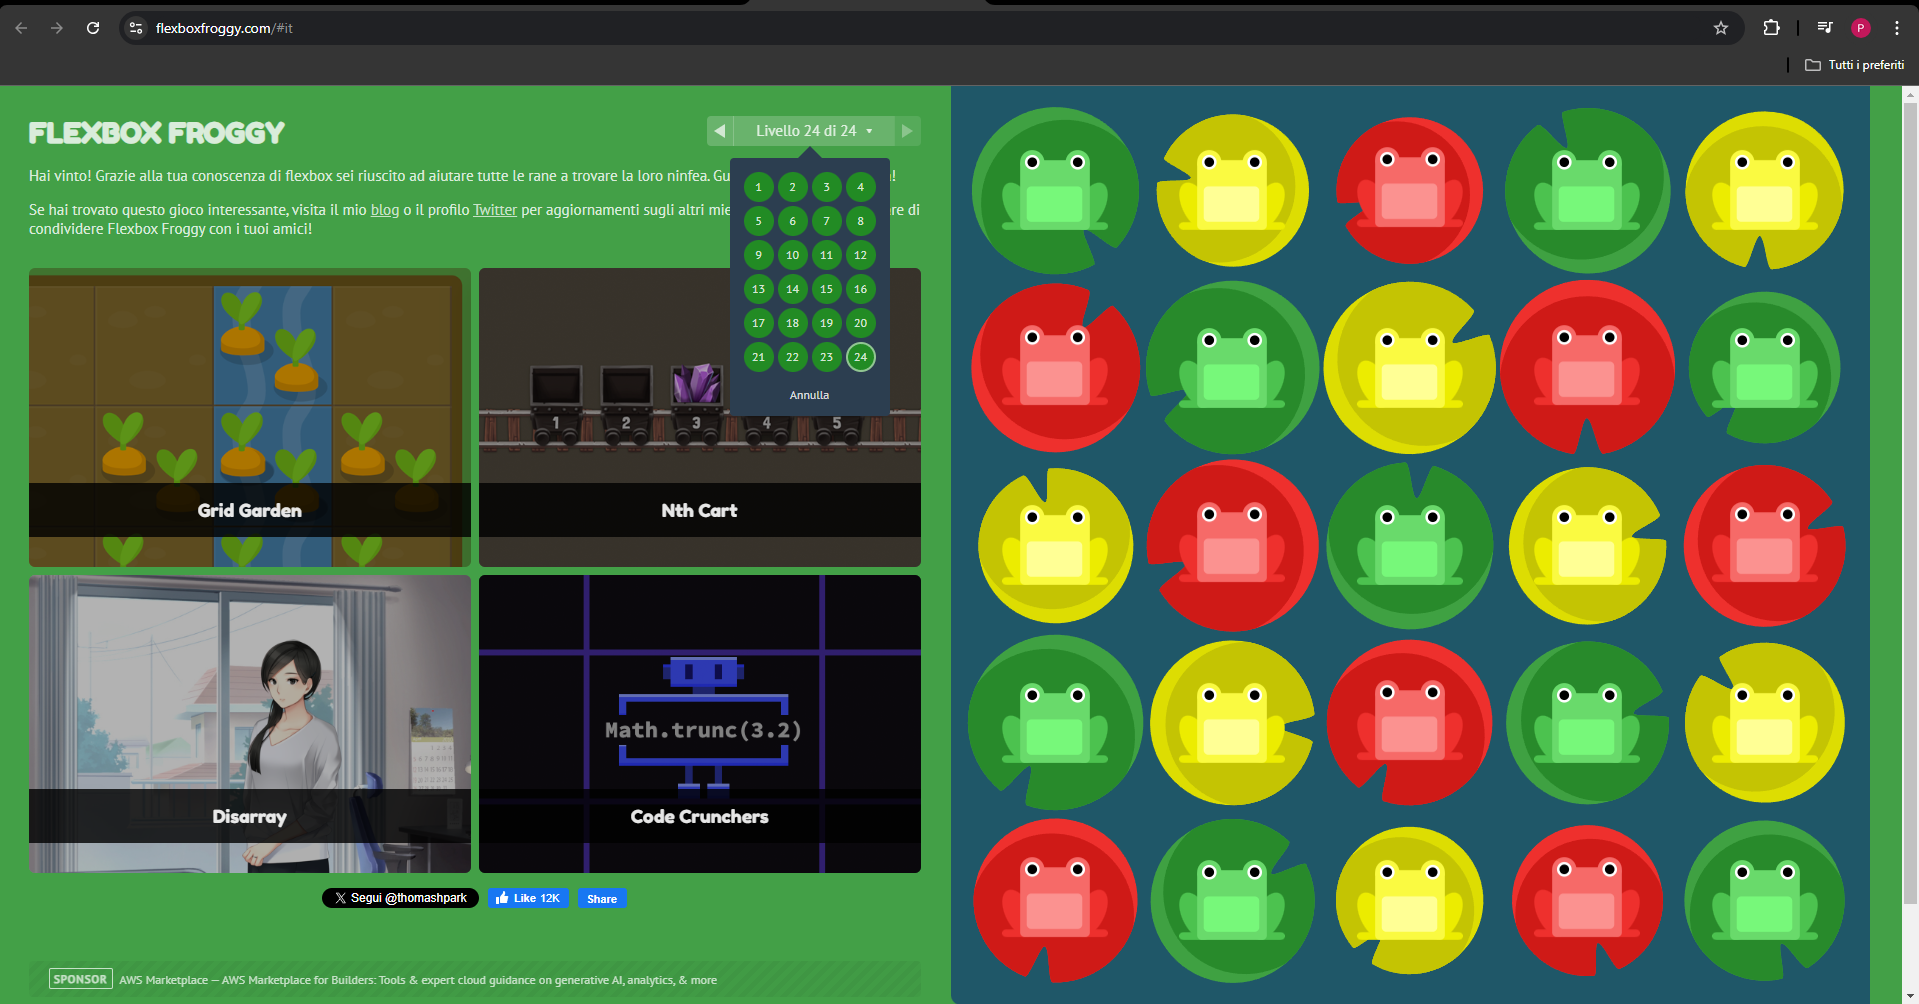 flexboxfroggy.com/#it
P
Tutti i preferiti
FLEXBOX FROGGY
Livello 24 di 24
Hai vinto! Grazie alla tua conoscenza di flexbox sei riuscito ad aiutare tutte le rane a trovare la loro ninfea. Gu
!
Se hai trovato questo gioco interessante, visita il mio blog o il profilo Twitter per aggiornamenti sugli altri mie
re di
condividere Flexbox Froggy con i tuoi amici!
1 2 3 4
5 6 7 8
9 10 11 12
13 14 15 16
17 18 19 20
21 22 23 24
Annulla
1 2 3 4 5
Grid Garden
Nth Cart
Math.trunc(3.2)
Disarray
Code Crunchers
X Segui @thomashpark
Like 12K
Share
SPONSOR AWS Marketplace — AWS Marketplace for Builders: Tools & expert cloud guidance on generative AI, analytics, & more